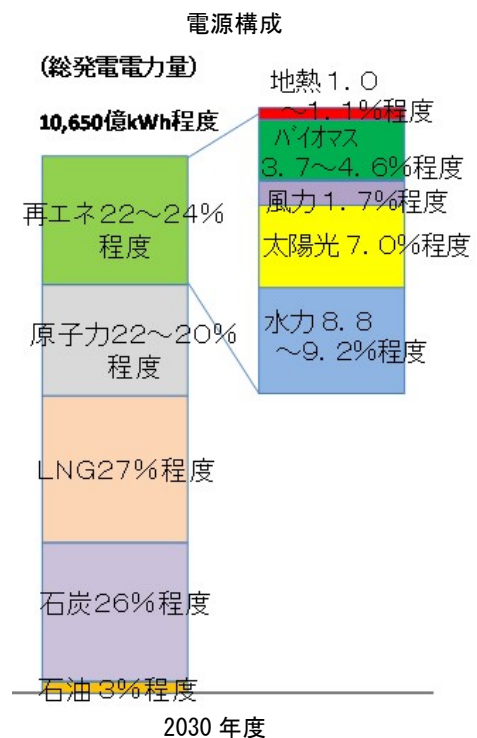 電源構成
(総発電電力量)
10,650億kWh程度
再エネ22~24%
程度
原子力22~20%
程度
LNG27%程度
石炭26%程度
石油3%程度
地熱1.0
~1.1%程度
バイオマス
3.7~4.6%程度
風力1.7%程度
太陽光7.0%程度
水力8.8
~9.2%程度
2030年度